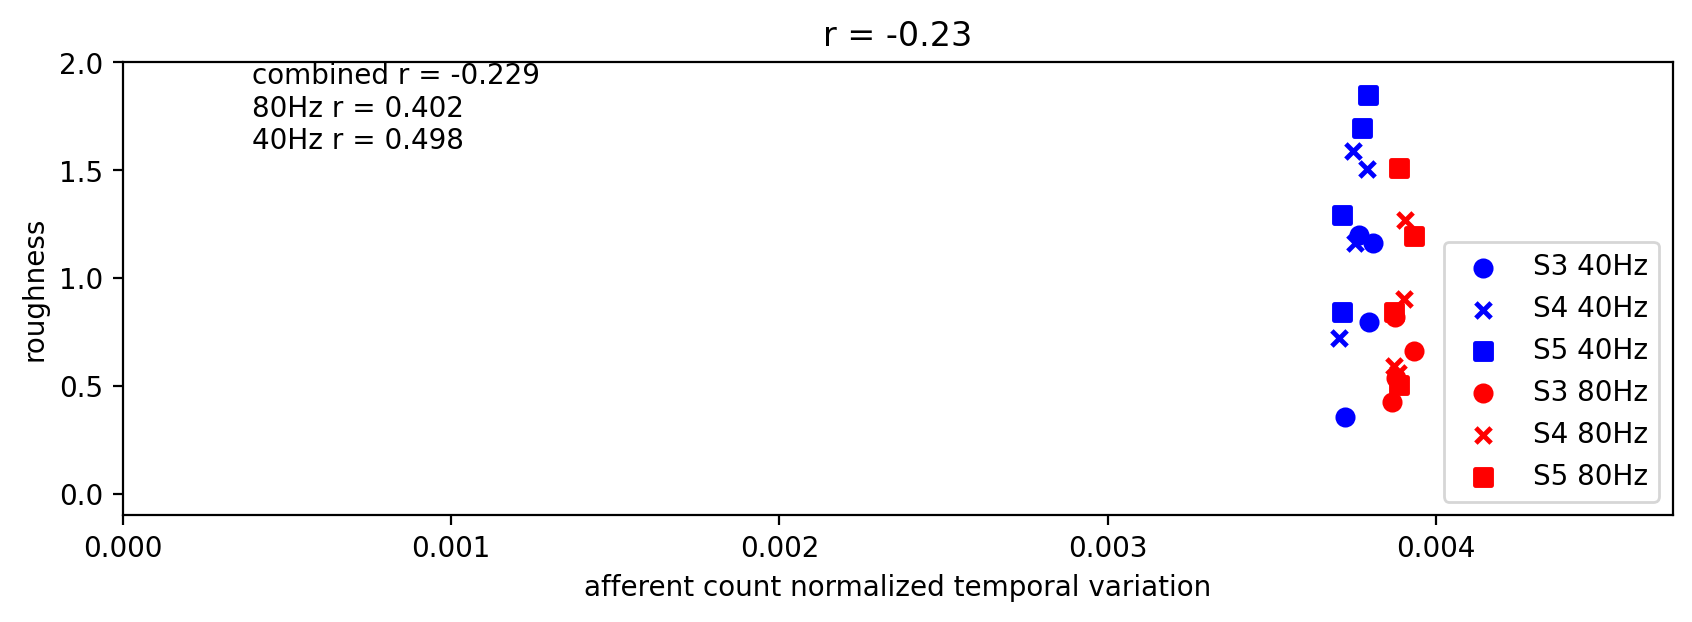 r = -0.23
combined r = -0.229
80Hz r = 0.402
40Hz r = 0.498
2.0
1.5
1.0
0.5
0.0
roughness
S3 40Hz
S4 40Hz
S5 40Hz
S3 80Hz
S4 80Hz
S5 80Hz
0.000 0.001 0.002 0.003 0.004
afferent count normalized temporal variation